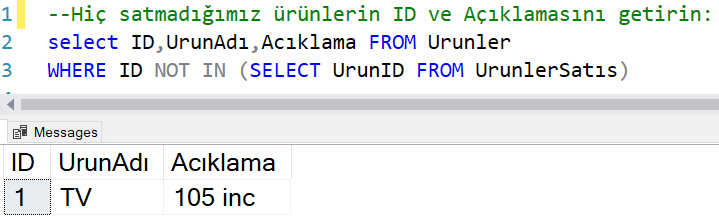 1 --Hiç satmadığımız ürünlerin ID ve Açıklamasını getirin:
2 select ID,UrunAdı,Acıklama FROM Urunler
3 WHERE ID NOT IN (SELECT UrunID FROM UrunlerSatıs)
Messages
ID UrunAdı Acıklama
1 TV 105 inc